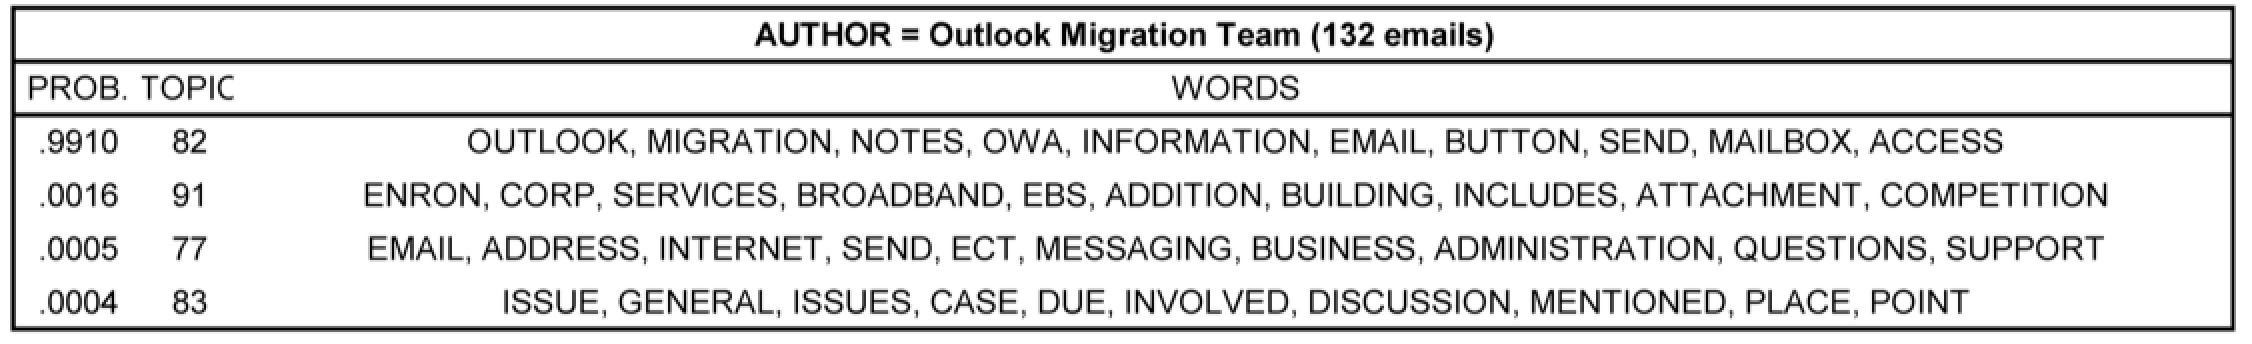 AUTHOR = Outlook Migration Team (132 emails)
PROB. TOPIC WORDS
.9910 82 OUTLOOK, MIGRATION, NOTES, OWA, INFORMATION, EMAIL, BUTTON, SEND, MAILBOX, ACCESS
.0016 91 ENRON, CORP, SERVICES, BROADBAND, EBS, ADDITION, BUILDING, INCLUDES, ATTACHMENT, COMPETITION
.0005 77 EMAIL, ADDRESS, INTERNET, SEND, ECT, MESSAGING, BUSINESS, ADMINISTRATION, QUESTIONS, SUPPORT
.0004 83 ISSUE, GENERAL, ISSUES, CASE, DUE, INVOLVED, DISCUSSION, MENTIONED, PLACE, POINT